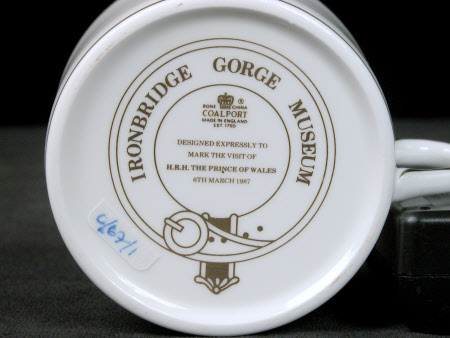 IRONBRIDGE GORGE MUSEUM
BONE CHINA ®
COALPORT
MADE IN ENGLAND
EST 1750
DESIGNED EXPRESSLY TO
MARK THE VISIT OF
H.R.H. THE PRINCE OF WALES
6TH MARCH 1987
C/67/1